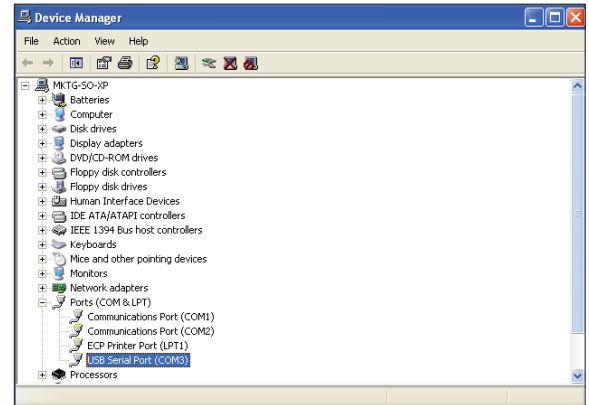 Device Manager
File Action View Help
MKTG-SO-XP
Batteries
Computer
Disk drives
Display adapters
DVD/CD-ROM drives
Floppy disk controllers
Floppy disk drives
Human Interface Devices
IDE ATA/ATAPI controllers
IEEE 1394 Bus host controllers
Keyboards
Mice and other pointing devices
Monitors
Network adapters
Ports (COM & LPT)
Communications Port (COM1)
Communications Port (COM2)
ECP Printer Port (LPT1)
USB Serial Port (COM3)
Processors